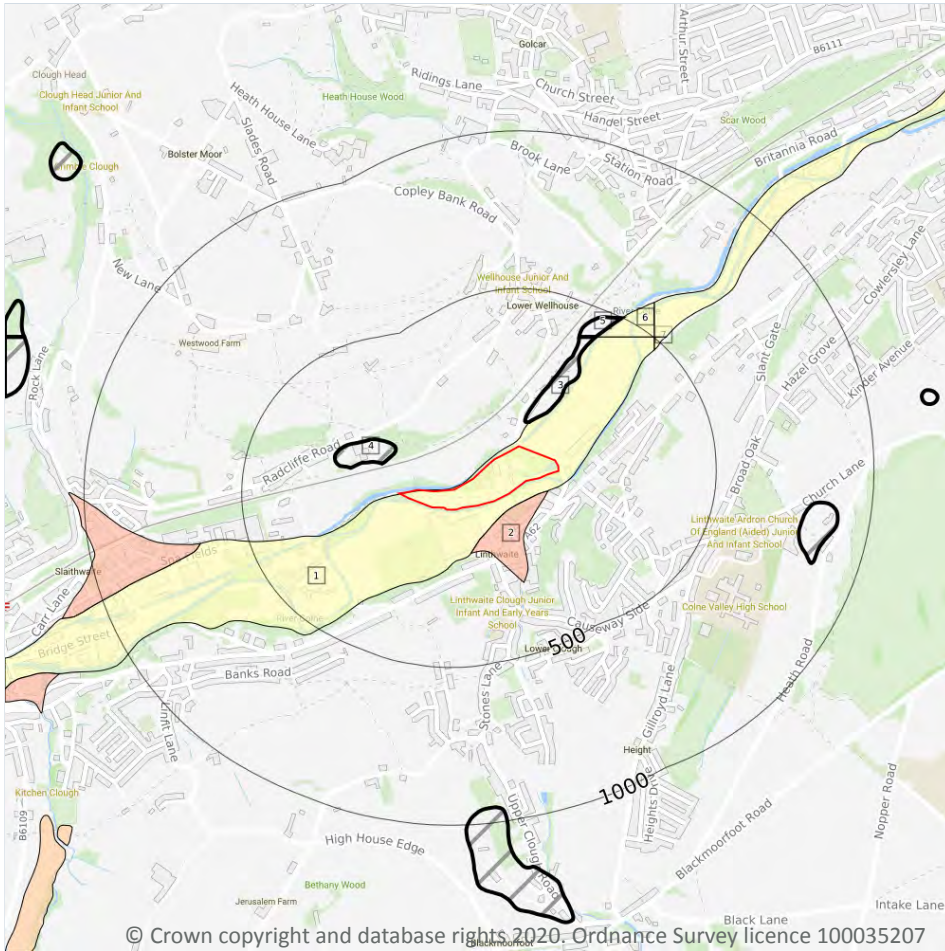 Golcar
B6111
Arthur Street
Clough Head
Clough Head Junior And
Infant School
Ridings Lane
Church Street
Handel Street
Heath House Wood
Heath House Lane
Scar Wood
Slades Road
Britannia Road
Bolster Moor
Brook Lane
Station Road
Copley Bank Road
Cowlersley Lane
New Lane
Wellhouse Junior And
Infant School
Lower Wellhouse
5
6
7
Westwood Farm
Rock Lane
Slant Gate
Hazel Grove
Kinder Avenue
3
4
Radcliffe Road
Broad Oak
Church Lane
2
A62
Linthwaite
Linthwaite Ardron Church
Of England (Aided) Junior
And Infant School
Slaithwaite
Spa Fields
1
Carr Lane
Linthwaite Clough Junior
Infant And Early Years
School
Colne Valley High School
River Colne
Causeway Side
Bridge Street
500
Lower Clough
Banks Road
Heath Road
Stones Lane
Gillroyd Lane
Linfit Lane
Height
1000
Kitchen Clough
B6109
Upper Clough Road
Heights Drive
Nopper Road
High House Edge
Blackmoorfoot Road
Bethany Wood
Jerusalem Farm
Intake Lane
Black Lane
Blackmoorfoot
© Crown copyright and database rights 2020. Ordnance Survey licence 100035207